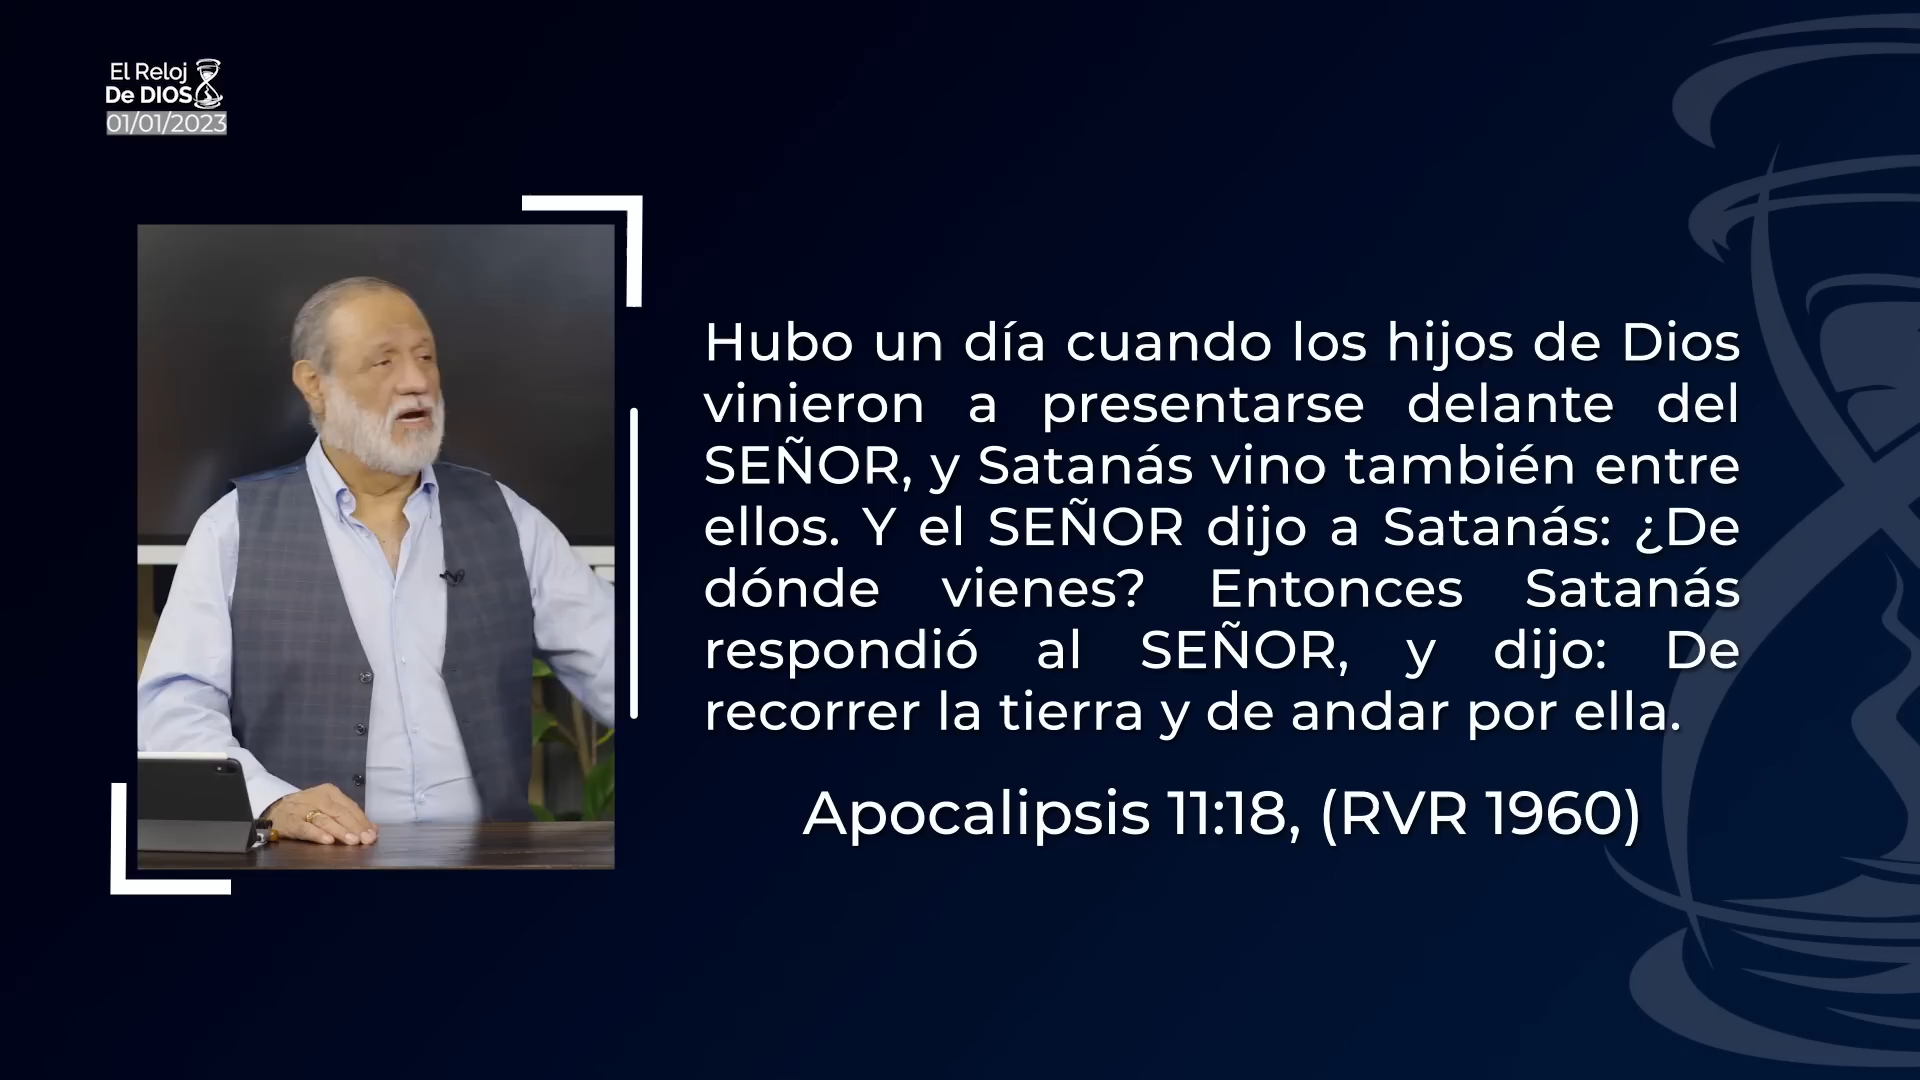 El Reloj
De DIOS
01/01/2023
Hubo un día cuando los hijos de Dios
vinieron a presentarse delante del
SEÑOR, y Satanás vino también entre
ellos. Y el SEÑOR dijo a Satanás: ¿De
dónde vienes? Entonces Satanás
respondió al SEÑOR, y dijo: De
recorrer la tierra y de andar por ella.
Apocalipsis 11:18, (RVR 1960)